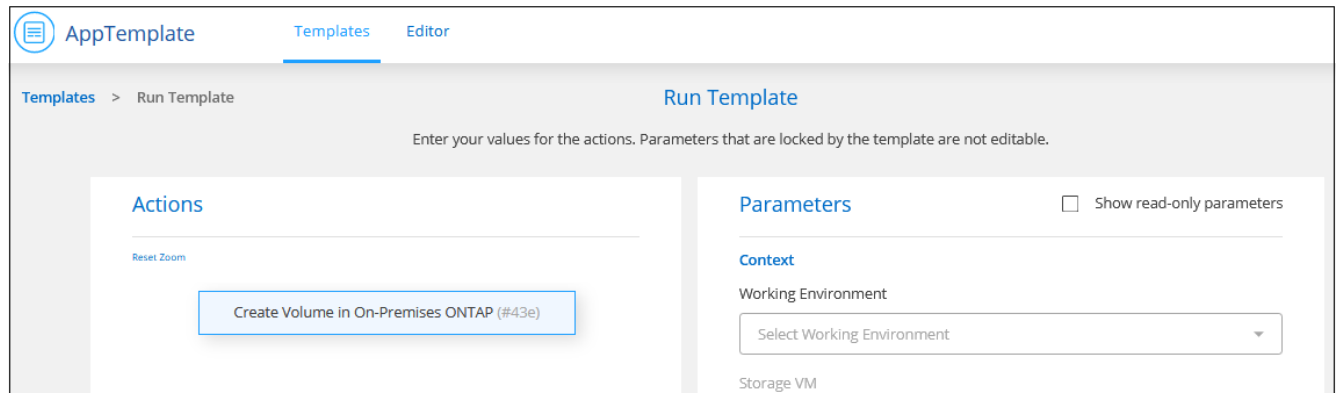 AppTemplate
Templates
Editor
Templates > Run Template
Run Template
Enter your values for the actions. Parameters that are locked by the template are not editable.
Actions
Reset Zoom
Create Volume in On-Premises ONTAP (#43e)
Parameters
Show read-only parameters
Context
Working Environment
Select Working Environment
Storage VM